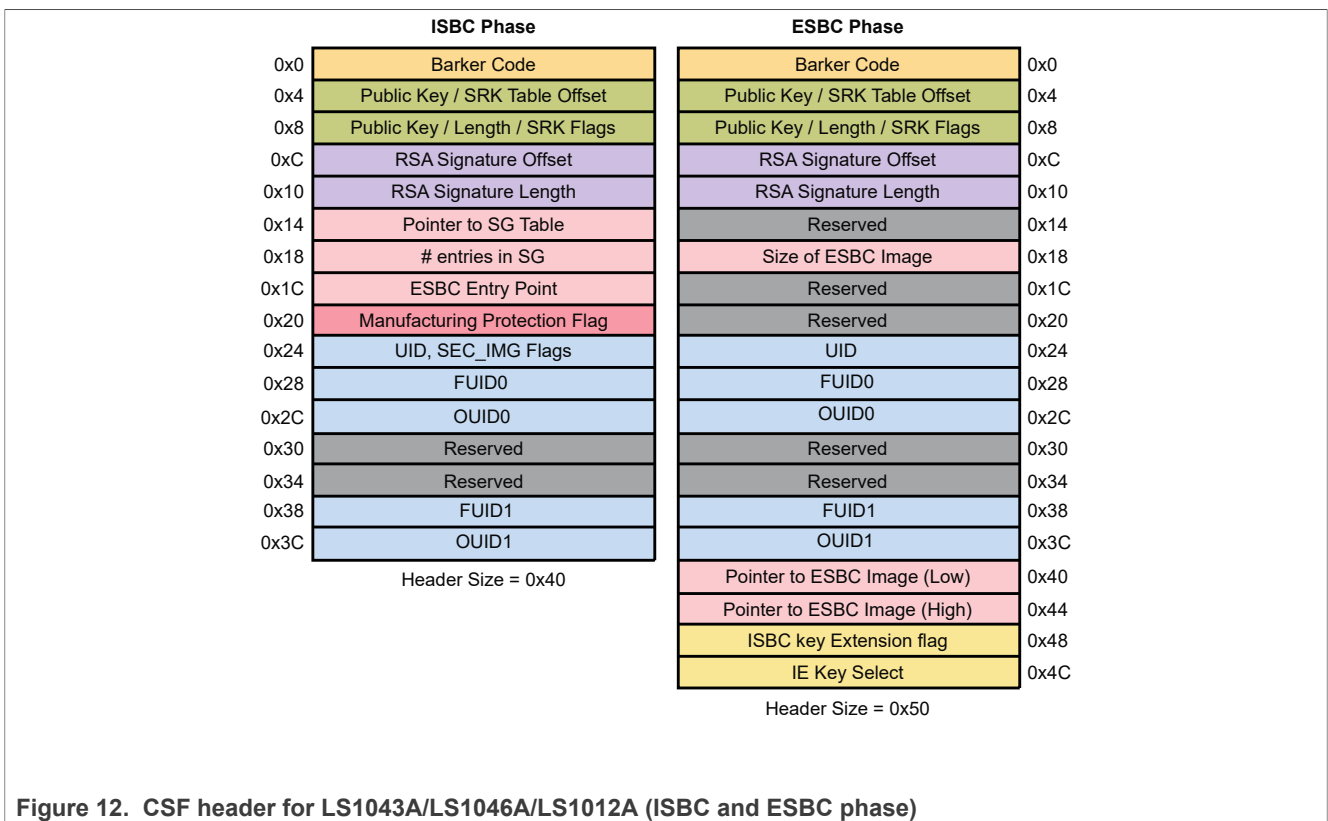 ISBC Phase ESBC Phase
0x0 Barker Code Barker Code 0x0
0x4 Public Key / SRK Table Offset Public Key / SRK Table Offset 0x4
0x8 Public Key / Length / SRK Flags Public Key / Length / SRK Flags 0x8
0xC RSA Signature Offset RSA Signature Offset 0xC
0x10 RSA Signature Length RSA Signature Length 0x10
0x14 Pointer to SG Table Reserved 0x14
0x18 # entries in SG Size of ESBC Image 0x18
0x1C ESBC Entry Point Reserved 0x1C
0x20 Manufacturing Protection Flag Reserved 0x20
0x24 UID, SEC_IMG Flags UID 0x24
0x28 FUID0 FUID0 0x28
0x2C OUID0 OUID0 0x2C
0x30 Reserved Reserved 0x30
0x34 Reserved Reserved 0x34
0x38 FUID1 FUID1 0x38
0x3C OUID1 OUID1 0x3C
Header Size = 0x40 Pointer to ESBC Image (Low) 0x40
Pointer to ESBC Image (High) 0x44
ISBC key Extension flag 0x48
IE Key Select 0x4C
Header Size = 0x50
Figure 12. CSF header for LS1043A/LS1046A/LS1012A (ISBC and ESBC phase)